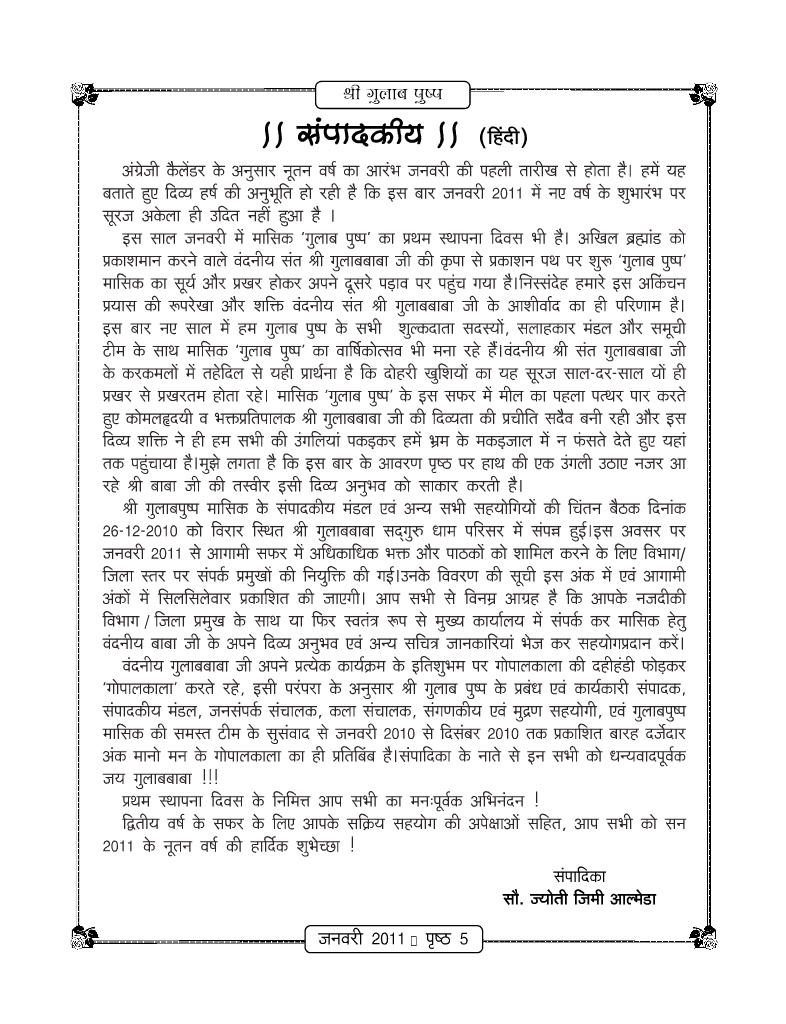 श्री गुलाब पुष्प
।। संपादकीय ।। (हिंदी)
अंग्रेजी कैलेंडर के अनुसार नूतन वर्ष का आरंभ जनवरी की पहली तारीख से होता है। हमें यह
बताते हुए दिव्य हर्ष की अनुभूति हो रही है कि इस बार जनवरी 2011 में नए वर्ष के शुभारंभ पर
सूरज अकेला ही उदित नहीं हुआ है ।
इस साल जनवरी में मासिक 'गुलाब पुष्प' का प्रथम स्थापना दिवस भी है। अखिल ब्रह्मांड को
प्रकाशमान करने वाले वंदनीय संत श्री गुलाबबाबा जी की कृपा से प्रकाशन पथ पर शुरू 'गुलाब पुष्प'
मासिक का सूर्य और प्रखर होकर अपने दूसरे पड़ाव पर पहुंच गया है।निस्संदेह हमारे इस अकिंचन
प्रयास की रूपरेखा और शक्ति वंदनीय संत श्री गुलाबबाबा जी के आशीर्वाद का ही परिणाम है।
इस बार नए साल में हम गुलाब पुष्प के सभी शुल्कदाता सदस्यों, सलाहकार मंडल और समूची
टीम के साथ मासिक 'गुलाब पुष्प' का वार्षिकोत्सव भी मना रहे हैं।वंदनीय श्री संत गुलाबबाबा जी
के करकमलों में तहेदिल से यही प्रार्थना है कि दोहरी खुशियों का यह सूरज साल-दर-साल यों ही
प्रखर से प्रखरतम होता रहे। मासिक 'गुलाब पुष्प' के इस सफर में मील का पहला पत्थर पार करते
हुए कोमलहृदयी व भक्तप्रतिपालक श्री गुलाबबाबा जी की दिव्यता की प्रचीति सदैव बनी रही और इस
दिव्य शक्ति ने ही हम सभी की उंगलियां पकड़कर हमें भ्रम के मकड़जाल में न फंसते देते हुए यहां
तक पहुंचाया है।मुझे लगता है कि इस बार के आवरण पृष्ठ पर हाथ की एक उंगली उठाए नजर आ
रहे श्री बाबा जी की तस्वीर इसी दिव्य अनुभव को साकार करती है।
श्री गुलाबपुष्प मासिक के संपादकीय मंडल एवं अन्य सभी सहयोगियों की चिंतन बैठक दिनांक
26-12-2010 को विरार स्थित श्री गुलाबबाबा सद्‌गुरु धाम परिसर में संपन्न हुई।इस अवसर पर
जनवरी 2011 से आगामी सफर में अधिकाधिक भक्त और पाठकों को शामिल करने के लिए विभाग/
जिला स्तर पर संपर्क प्रमुखों की नियुक्ति की गई।उनके विवरण की सूची इस अंक में एवं आगामी
अंकों में सिलसिलेवार प्रकाशित की जाएगी। आप सभी से विनम्र आग्रह है कि आपके नजदीकी
विभाग / जिला प्रमुख के साथ या फिर स्वतंत्र रूप से मुख्य कार्यालय में संपर्क कर मासिक हेतु
वंदनीय बाबा जी के अपने दिव्य अनुभव एवं अन्य सचित्र जानकारियां भेज कर सहयोगप्रदान करें।
वंदनीय गुलाबबाबा जी अपने प्रत्येक कार्यक्रम के इतिशुभम पर गोपालकाला की दहीहंडी फोड़कर
'गोपालकाला' करते रहे, इसी परंपरा के अनुसार श्री गुलाब पुष्प के प्रबंध एवं कार्यकारी संपादक,
संपादकीय मंडल, जनसंपर्क संचालक, कला संचालक, संगणकीय एवं मुद्रण सहयोगी, एवं गुलाबपुष्प
मासिक की समस्त टीम के सुसंवाद से जनवरी 2010 से दिसंबर 2010 तक प्रकाशित बारह दर्जेदार
अंक मानो मन के गोपालकाला का ही प्रतिबिंब है।संपादिका के नाते से इन सभी को धन्यवादपूर्वक
जय गुलाबबाबा !!!
प्रथम स्थापना दिवस के निमित्त आप सभी का मनःपूर्वक अभिनंदन !
द्वितीय वर्ष के सफर के लिए आपके सक्रिय सहयोग की अपेक्षाओं सहित, आप सभी को सन
2011 के नूतन वर्ष की हार्दिक शुभेच्छा !
संपादिका
सौ. ज्योती जिमी आल्मेडा
जनवरी 2011 □ पृष्ठ 5